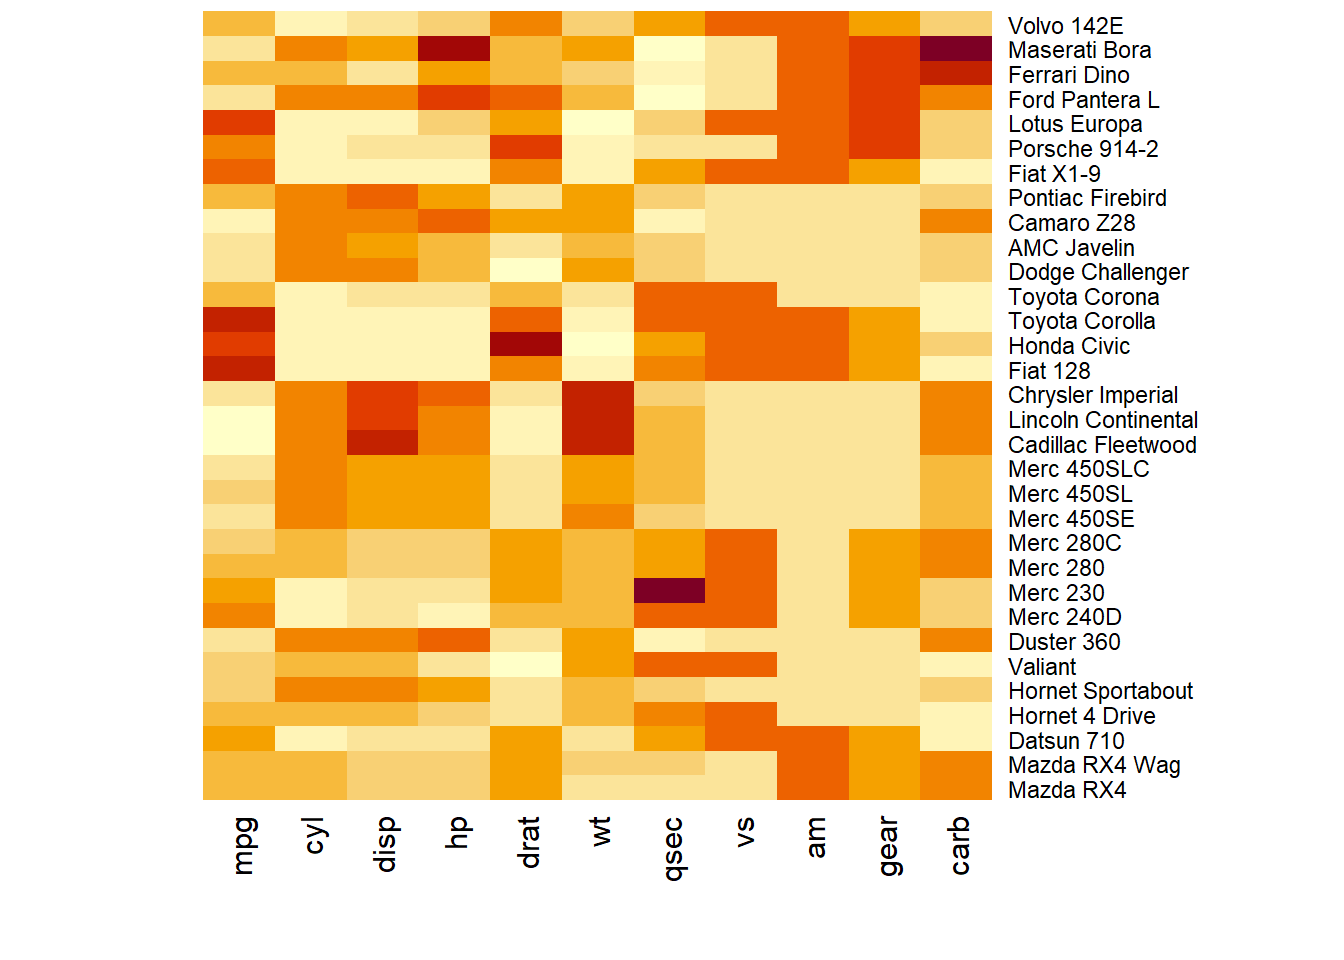 Volvo 142E
Maserati Bora
Ferrari Dino
Ford Pantera L
Lotus Europa
Porsche 914-2
Fiat X1-9
Pontiac Firebird
Camaro Z28
AMC Javelin
Dodge Challenger
Toyota Corona
Toyota Corolla
Honda Civic
Fiat 128
Chrysler Imperial
Lincoln Continental
Cadillac Fleetwood
Merc 450SLC
Merc 450SL
Merc 450SE
Merc 280C
Merc 280
Merc 230
Merc 240D
Duster 360
Valiant
Hornet Sportabout
Hornet 4 Drive
Datsun 710
Mazda RX4 Wag
Mazda RX4
mpg
cyl
disp
hp
drat
wt
qsec
vs
am
gear
carb